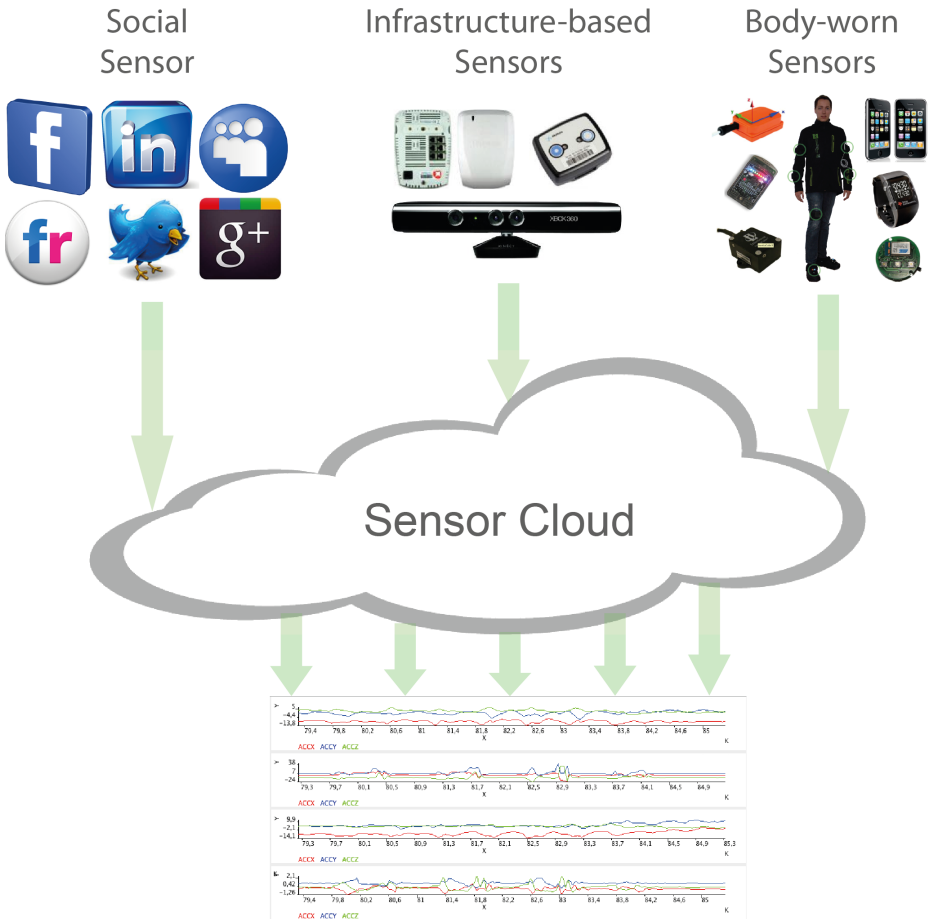 Social
Sensor
Infrastructure-based
Sensors
Body-worn
Sensors
f
in
fr
g+
XBOX360
Sensor Cloud
Y
5
-4,4
-13,8
79,4 79,8 80,2 80,6 81 81,4 81,8 82,2 82,6 83 83,4 83,8 84,2 84,6 85
X
K
ACCX ACCY ACCZ
Y
38
7
-24
79,3 79,7 80,1 80,5 80,9 81,3 81,7 82,1 82,5 82,9 83,3 83,7 84,1 84,5 84,9
X
K
ACCX ACCY ACCZ
Y
9,9
-2,1
-14,1
79,3 79,7 80,1 80,5 80,9 81,3 81,7 82,1 82,5 82,9 83,3 83,7 84,1 84,5 84,9 85,3
X
K
ACCX ACCY ACCZ
2,1
0,42
-1,26
79,4 79,8 80,2 80,6 81 81,4 81,8 82,2 82,6 83 83,4 83,8 84,2 84,6 85
X
K
ACCX ACCY ACCZ